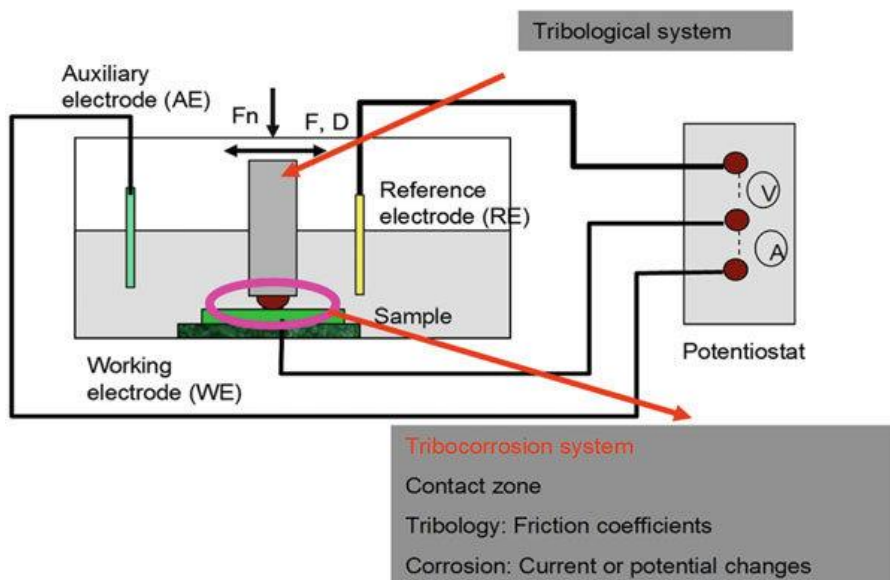 Tribological system
Auxiliary
electrode (AE)
Fn
F, D
Reference
electrode (RE)
V
A
Sample
Working
electrode (WE)
Potentiostat
Tribocorrosion system
Contact zone
Tribology: Friction coefficients
Corrosion: Current or potential changes